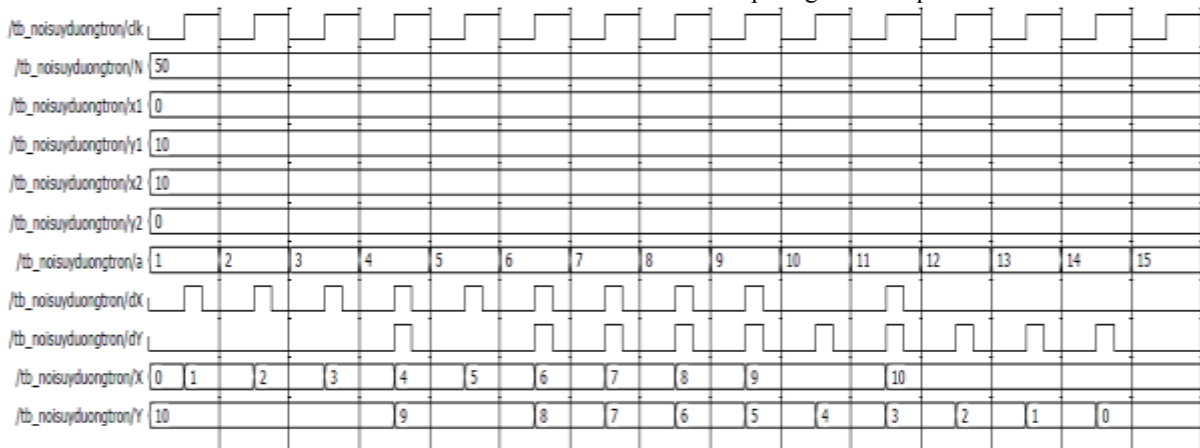 /tb_noisuyduongtron/clk
/tb_noisuyduongtron/N 50
/tb_noisuyduongtron/x1 0
/tb_noisuyduongtron/y1 10
/tb_noisuyduongtron/x2 10
/tb_noisuyduongtron/y2 0
/tb_noisuyduongtron/a 1 2 3 4 5 6 7 8 9 10 11 12 13 14 15
/tb_noisuyduongtron/dX
/tb_noisuyduongtron/dY
/tb_noisuyduongtron/X 0 1 2 3 4 5 6 7 8 9 10
/tb_noisuyduongtron/Y 10 9 8 7 6 5 4 3 2 1 0